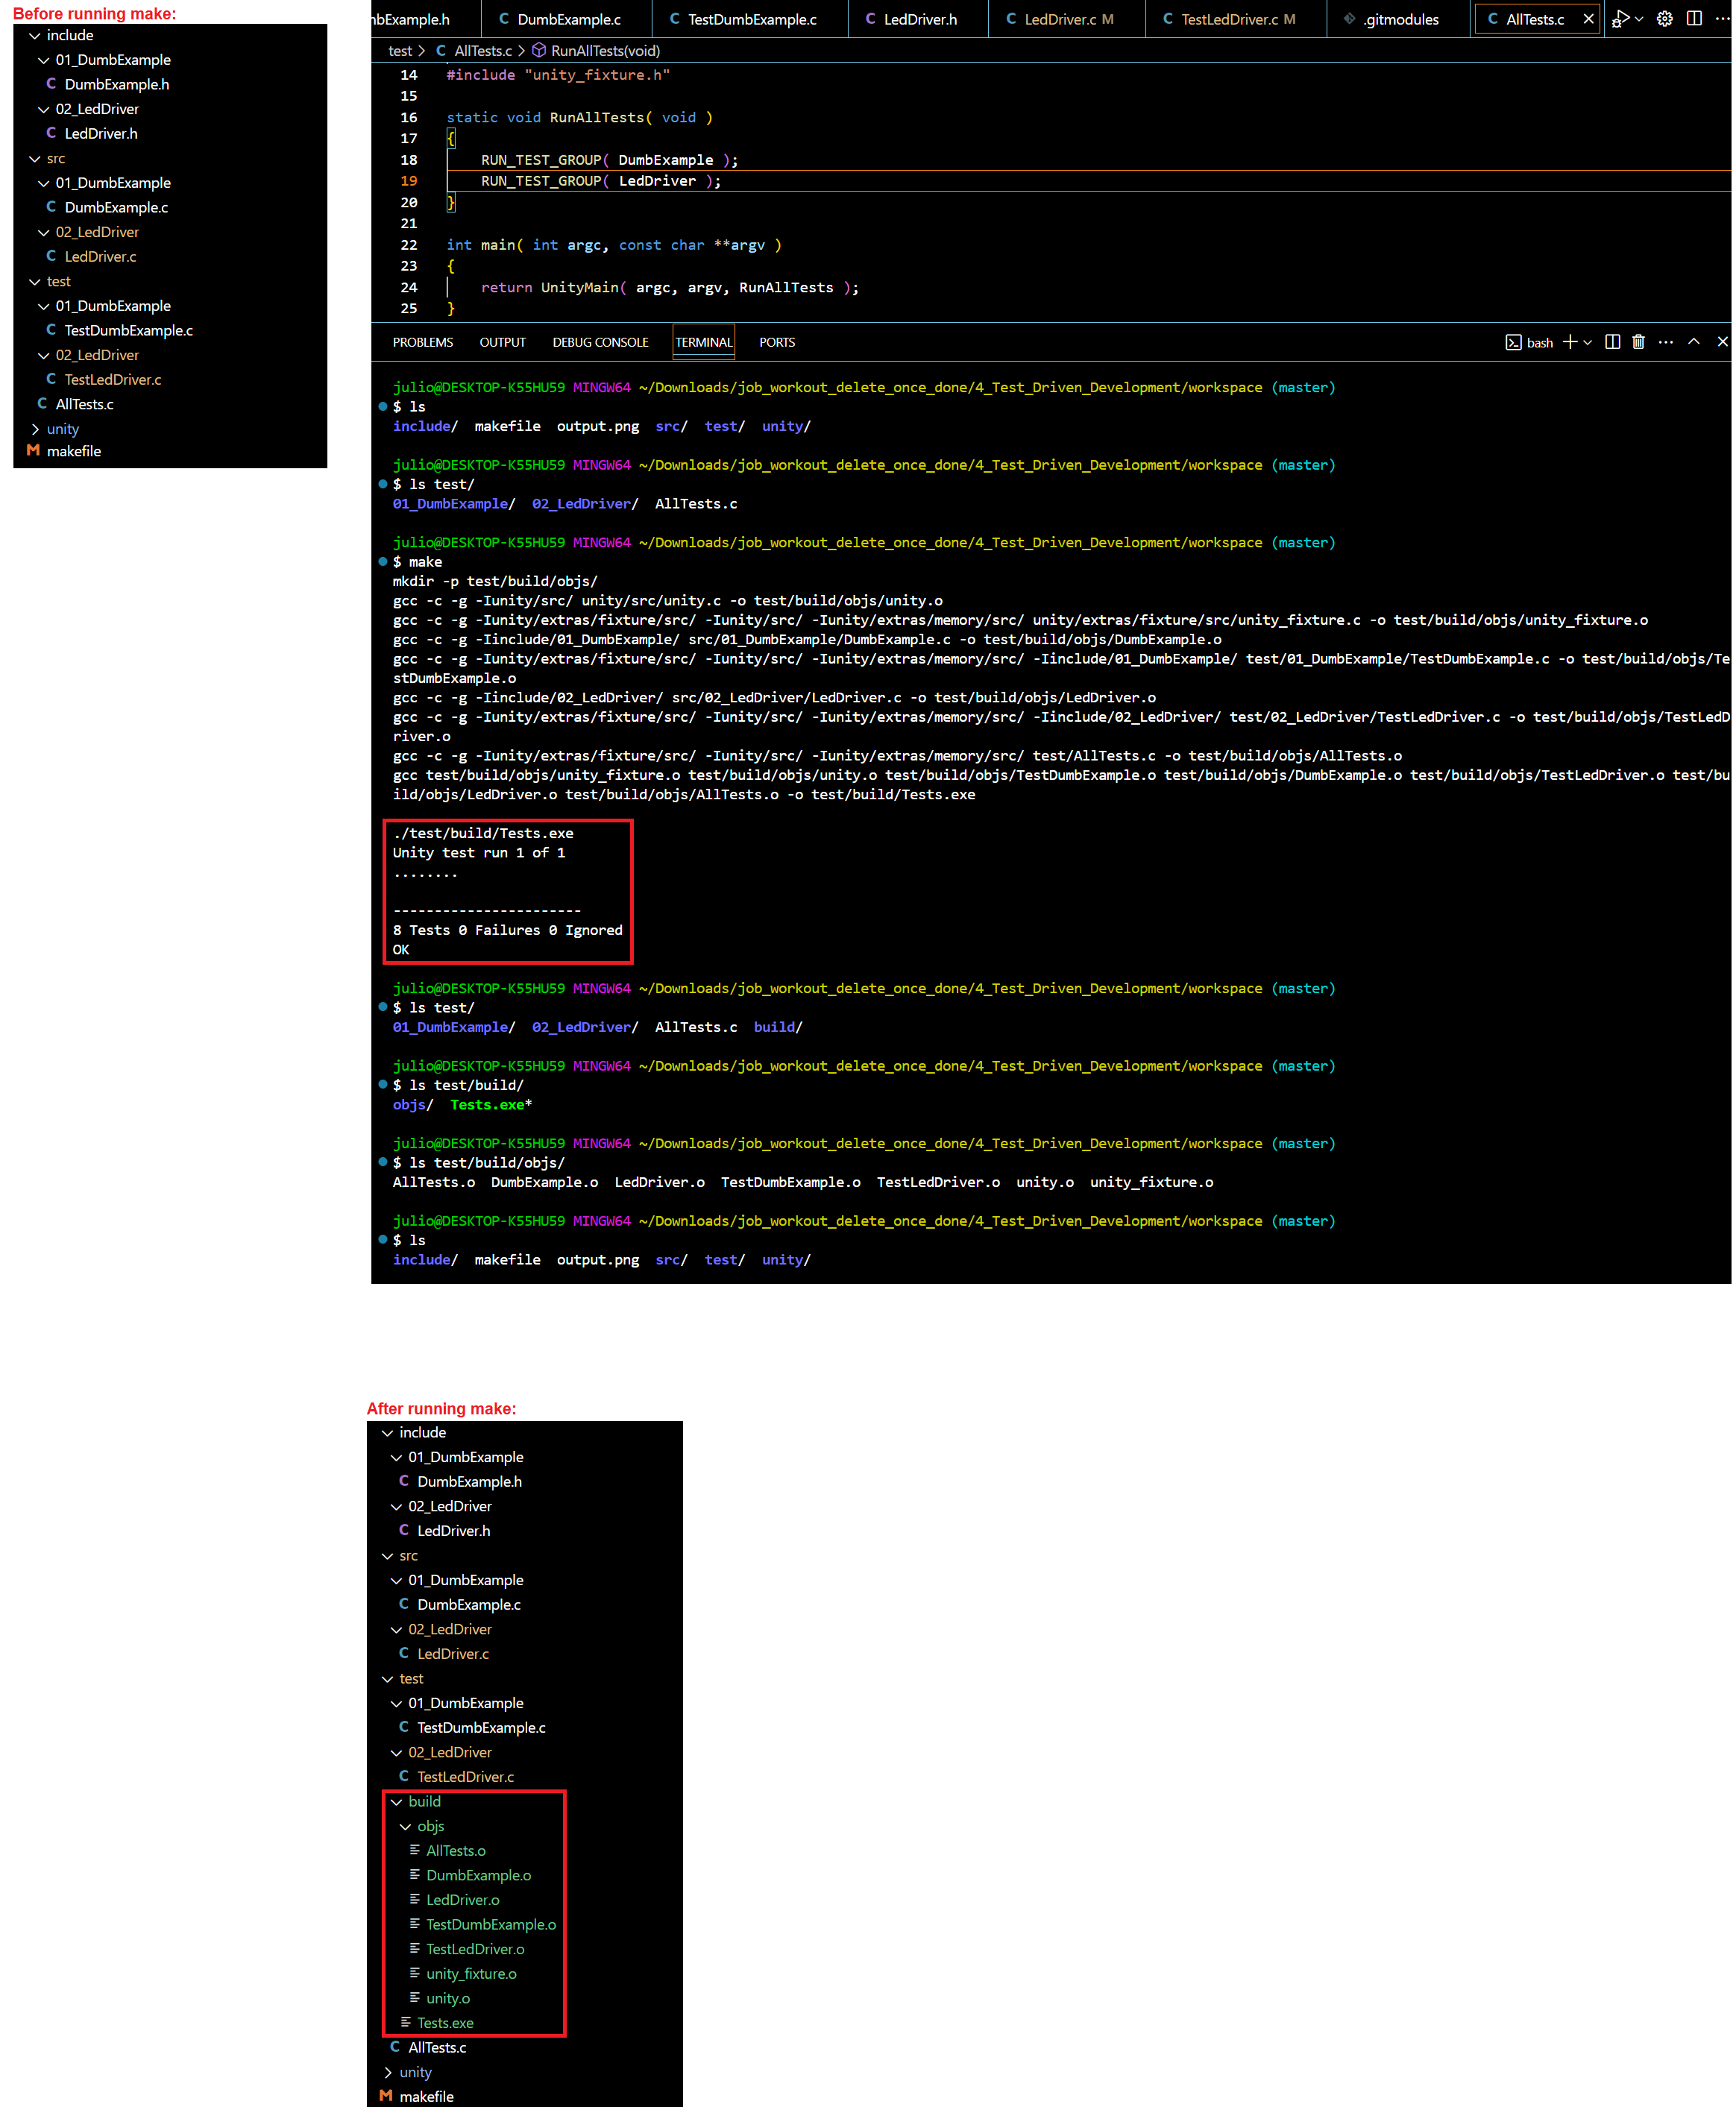 Before running make:
include
01_DumbExample
C DumbExample.h
02_LedDriver
C LedDriver.h
src
01_DumbExample
C DumbExample.c
02_LedDriver
C LedDriver.c
test
01_DumbExample
C TestDumbExample.c
02_LedDriver
C TestLedDriver.c
C AllTests.c
unity
M makefile
nbExample.h C DumbExample.c C TestDumbExample.c C LedDriver.h C LedDriver.c M C TestLedDriver.c M .gitmodules C AllTests.c
test > C AllTests.c > RunAllTests(void)
14 #include "unity_fixture.h"
15
16 static void RunAllTests( void )
17 {
18 RUN_TEST_GROUP( DumbExample );
19 RUN_TEST_GROUP( LedDriver );
20 }
21
22 int main( int argc, const char **argv )
23 {
24 return UnityMain( argc, argv, RunAllTests );
25 }
PROBLEMS OUTPUT DEBUG CONSOLE TERMINAL PORTS bash
julio@DESKTOP-K55HU59 MINGW64 ~/Downloads/job_workout_delete_once_done/4_Test_Driven_Development/workspace (master)
$ ls
include/ makefile output.png src/ test/ unity/
julio@DESKTOP-K55HU59 MINGW64 ~/Downloads/job_workout_delete_once_done/4_Test_Driven_Development/workspace (master)
$ ls test/
01_DumbExample/ 02_LedDriver/ AllTests.c
julio@DESKTOP-K55HU59 MINGW64 ~/Downloads/job_workout_delete_once_done/4_Test_Driven_Development/workspace (master)
$ make
mkdir -p test/build/objs/
gcc -c -g -Iunity/src/ unity/src/unity.c -o test/build/objs/unity.o
gcc -c -g -Iunity/extras/fixture/src/ -Iunity/src/ -Iunity/extras/memory/src/ unity/extras/fixture/src/unity_fixture.c -o test/build/objs/unity_fixture.o
gcc -c -g -Iinclude/01_DumbExample/ src/01_DumbExample/DumbExample.c -o test/build/objs/DumbExample.o
gcc -c -g -Iunity/extras/fixture/src/ -Iunity/src/ -Iunity/extras/memory/src/ -Iinclude/01_DumbExample/ test/01_DumbExample/TestDumbExample.c -o test/build/objs/Te
stDumbExample.o
gcc -c -g -Iinclude/02_LedDriver/ src/02_LedDriver/LedDriver.c -o test/build/objs/LedDriver.o
gcc -c -g -Iunity/extras/fixture/src/ -Iunity/src/ -Iunity/extras/memory/src/ -Iinclude/02_LedDriver/ test/02_LedDriver/TestLedDriver.c -o test/build/objs/TestLedD
river.o
gcc -c -g -Iunity/extras/fixture/src/ -Iunity/src/ -Iunity/extras/memory/src/ test/AllTests.c -o test/build/objs/AllTests.o
gcc test/build/objs/unity_fixture.o test/build/objs/unity.o test/build/objs/TestDumbExample.o test/build/objs/DumbExample.o test/build/objs/TestLedDriver.o test/bu
ild/objs/LedDriver.o test/build/objs/AllTests.o -o test/build/Tests.exe
./test/build/Tests.exe
Unity test run 1 of 1
........
-----------------------
8 Tests 0 Failures 0 Ignored
OK
julio@DESKTOP-K55HU59 MINGW64 ~/Downloads/job_workout_delete_once_done/4_Test_Driven_Development/workspace (master)
$ ls test/
01_DumbExample/ 02_LedDriver/ AllTests.c build/
julio@DESKTOP-K55HU59 MINGW64 ~/Downloads/job_workout_delete_once_done/4_Test_Driven_Development/workspace (master)
$ ls test/build/
objs/ Tests.exe*
julio@DESKTOP-K55HU59 MINGW64 ~/Downloads/job_workout_delete_once_done/4_Test_Driven_Development/workspace (master)
$ ls test/build/objs/
AllTests.o DumbExample.o LedDriver.o TestDumbExample.o TestLedDriver.o unity.o unity_fixture.o
julio@DESKTOP-K55HU59 MINGW64 ~/Downloads/job_workout_delete_once_done/4_Test_Driven_Development/workspace (master)
$ ls
include/ makefile output.png src/ test/ unity/
After running make:
include
01_DumbExample
C DumbExample.h
02_LedDriver
C LedDriver.h
src
01_DumbExample
C DumbExample.c
02_LedDriver
C LedDriver.c
test
01_DumbExample
C TestDumbExample.c
02_LedDriver
C TestLedDriver.c
build
objs
AllTests.o
DumbExample.o
LedDriver.o
TestDumbExample.o
TestLedDriver.o
unity_fixture.o
unity.o
Tests.exe
C AllTests.c
unity
M makefile